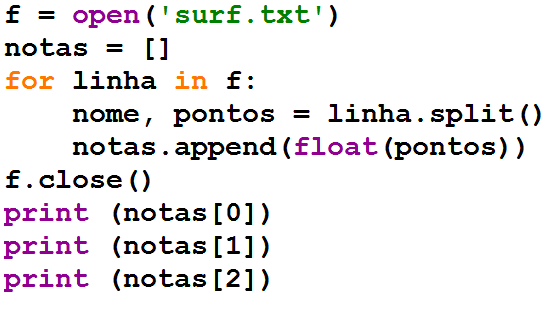 f = open('surf.txt')
notas = []
for linha in f:
    nome, pontos = linha.split()
    notas.append(float(pontos))
f.close()
print (notas[0])
print (notas[1])
print (notas[2])